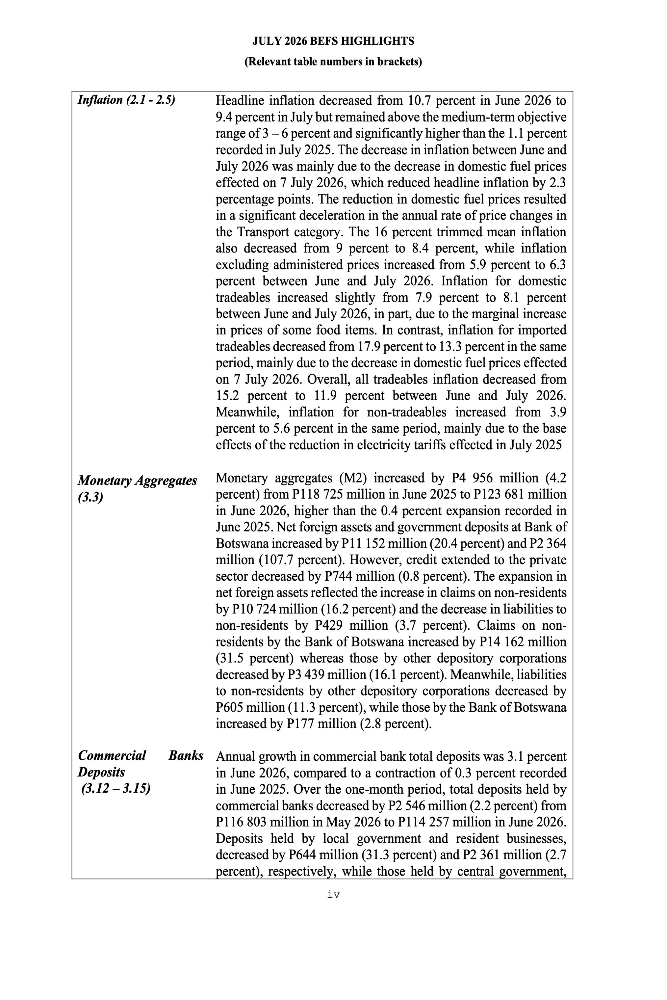 JULY 2026 BEFS HIGHLIGHTS
(Relevant table numbers in brackets)
Inflation (2.1 - 2.5)
Headline inflation decreased from 10.7 percent in June 2026 to
9.4 percent in July but remained above the medium-term objective
range of 3 – 6 percent and significantly higher than the 1.1 percent
recorded in July 2025. The decrease in inflation between June and
July 2026 was mainly due to the decrease in domestic fuel prices
effected on 7 July 2026, which reduced headline inflation by 2.3
percentage points. The reduction in domestic fuel prices resulted
in a significant deceleration in the annual rate of price changes in
the Transport category. The 16 percent trimmed mean inflation
also decreased from 9 percent to 8.4 percent, while inflation
excluding administered prices increased from 5.9 percent to 6.3
percent between June and July 2026. Inflation for domestic
tradeables increased slightly from 7.9 percent to 8.1 percent
between June and July 2026, in part, due to the marginal increase
in prices of some food items. In contrast, inflation for imported
tradeables decreased from 17.9 percent to 13.3 percent in the same
period, mainly due to the decrease in domestic fuel prices effected
on 7 July 2026. Overall, all tradeables inflation decreased from
15.2 percent to 11.9 percent between June and July 2026.
Meanwhile, inflation for non-tradeables increased from 3.9
percent to 5.6 percent in the same period, mainly due to the base
effects of the reduction in electricity tariffs effected in July 2025
Monetary Aggregates
(3.3)
Monetary aggregates (M2) increased by P4 956 million (4.2
percent) from P118 725 million in June 2025 to P123 681 million
in June 2026, higher than the 0.4 percent expansion recorded in
June 2025. Net foreign assets and government deposits at Bank of
Botswana increased by P11 152 million (20.4 percent) and P2 364
million (107.7 percent). However, credit extended to the private
sector decreased by P744 million (0.8 percent). The expansion in
net foreign assets reflected the increase in claims on non-residents
by P10 724 million (16.2 percent) and the decrease in liabilities to
non-residents by P429 million (3.7 percent). Claims on non-
residents by the Bank of Botswana increased by P14 162 million
(31.5 percent) whereas those by other depository corporations
decreased by P3 439 million (16.1 percent). Meanwhile, liabilities
to non-residents by other depository corporations decreased by
P605 million (11.3 percent), while those by the Bank of Botswana
increased by P177 million (2.8 percent).
Commercial Banks
Deposits
(3.12 – 3.15)
Annual growth in commercial bank total deposits was 3.1 percent
in June 2026, compared to a contraction of 0.3 percent recorded
in June 2025. Over the one-month period, total deposits held by
commercial banks decreased by P2 546 million (2.2 percent) from
P116 803 million in May 2026 to P114 257 million in June 2026.
Deposits held by local government and resident businesses,
decreased by P644 million (31.3 percent) and P2 361 million (2.7
percent), respectively, while those held by central government,
iv